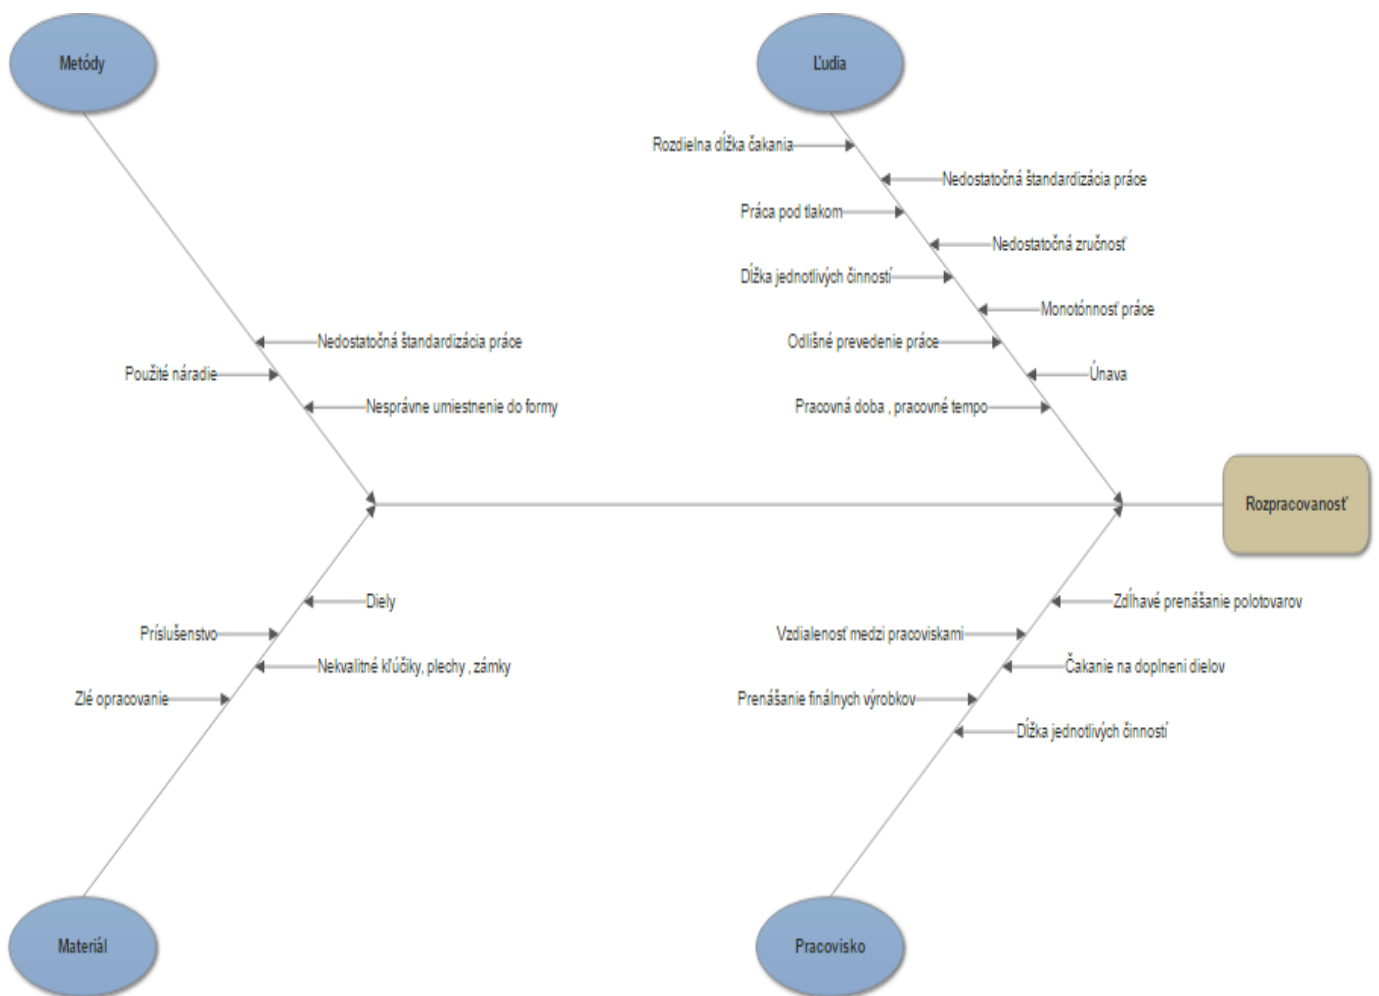 Metódy
Ľudia
Rozdielna dĺžka čakania
Nedostatočná štandardizácia práce
Práca pod tlakom
Nedostatočná zručnosť
Dĺžka jednotlivých činností
Monotónnosť práce
Nedostatočná štandardizácia práce
Odlišné prevedenie práce
Použité náradie
Únava
Nesprávne umiestnenie do formy
Pracovná doba , pracovné tempo
Rozpracovanosť
Diely
Zdĺhavé prenášanie polotovarov
Príslušenstvo
Vzdialenosť medzi pracoviskami
Nekvalitné kľúčiky, plechy , zámky
Čakanie na doplneni dielov
Zlé opracovanie
Prenášanie finálnych výrobkov
Dĺžka jednotlivých činností
Materiál
Pracovisko